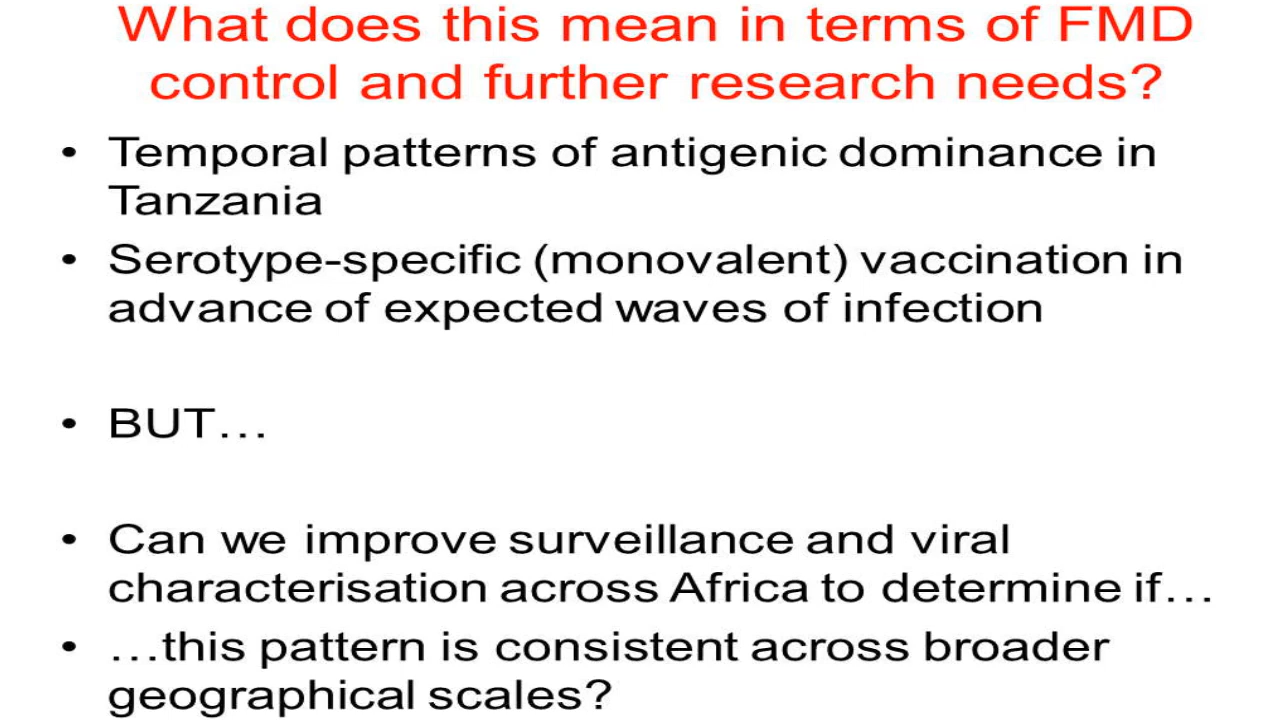 What does this mean in terms of FMD
control and further research needs?
• Temporal patterns of antigenic dominance in
Tanzania
• Serotype-specific (monovalent) vaccination in
advance of expected waves of infection
• BUT…
• Can we improve surveillance and viral
characterisation across Africa to determine if…
• …this pattern is consistent across broader
geographical scales?